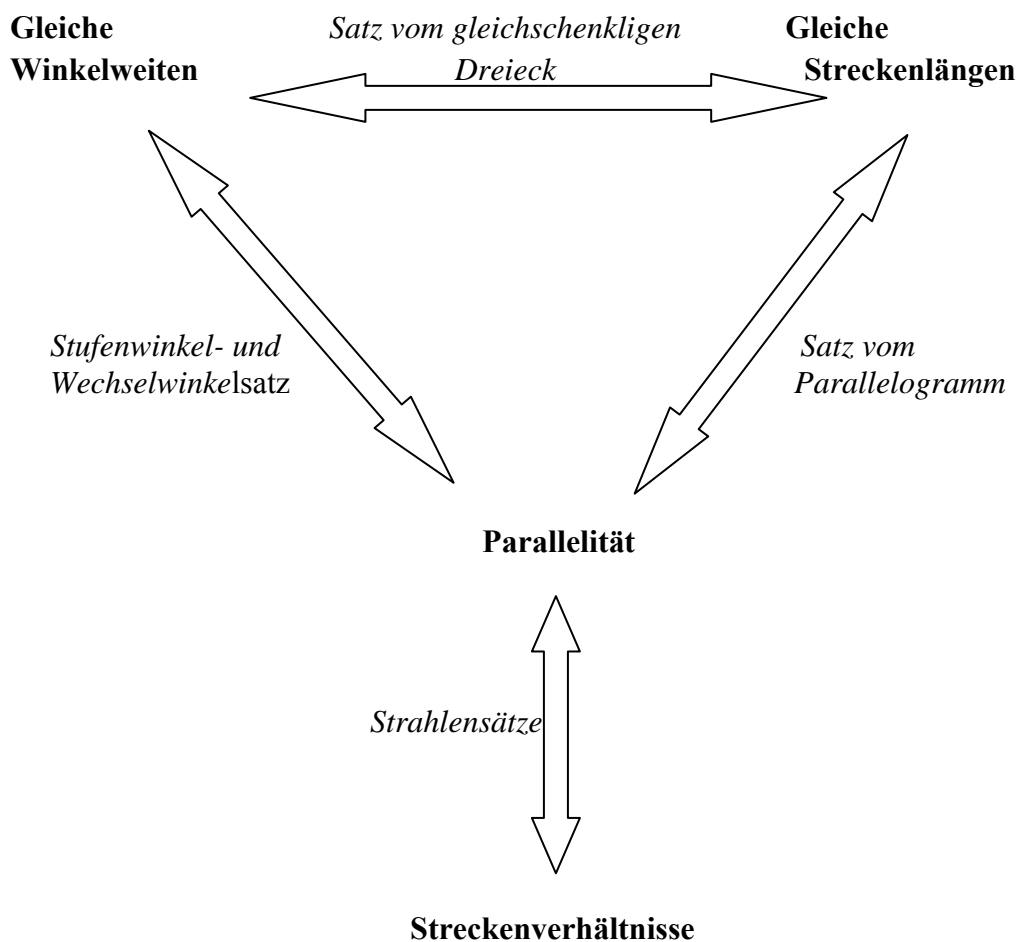 Gleiche
Winkelweiten
Satz vom gleichschenkligen
Dreieck
Gleiche
Streckenlängen
Stufenwinkel- und
Wechselwinkelsatz
Satz vom
Parallelogramm
Parallelität
Strahlensätze
Streckenverhältnisse